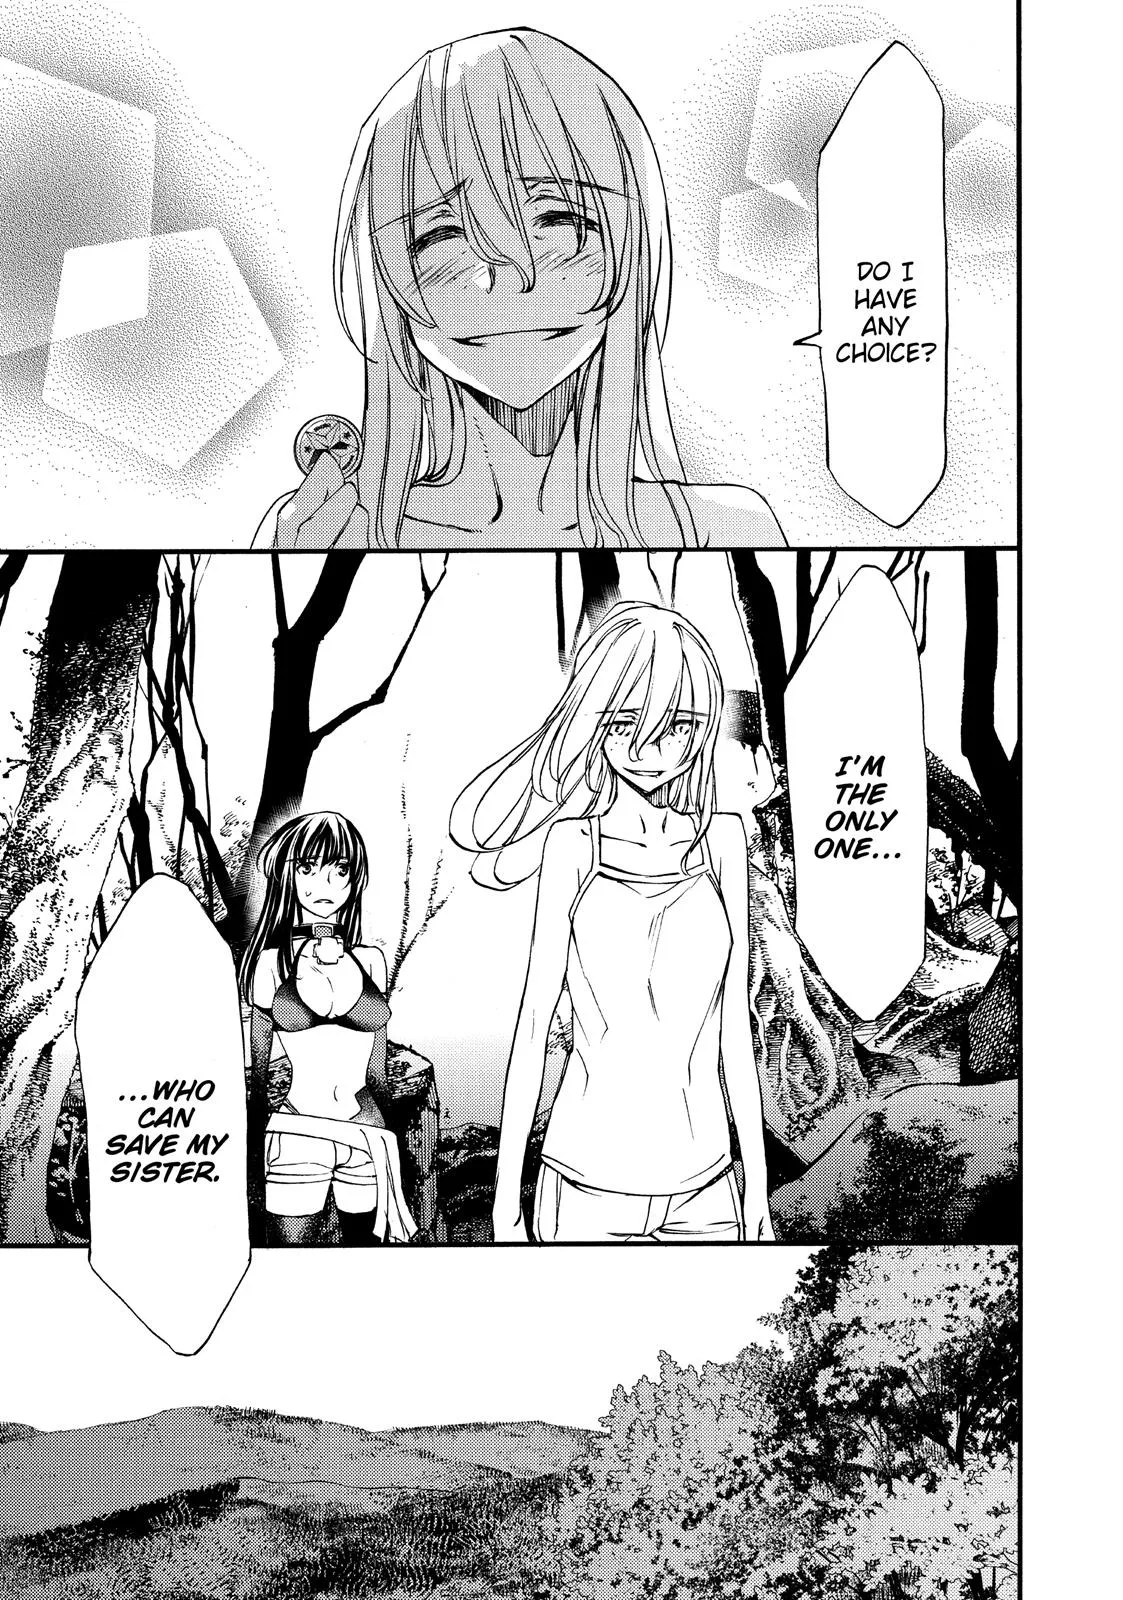 DO I
HAVE
ANY
CHOICE?
I'M
THE
ONLY
ONE...
...WHO
CAN
SAVE MY
SISTER.